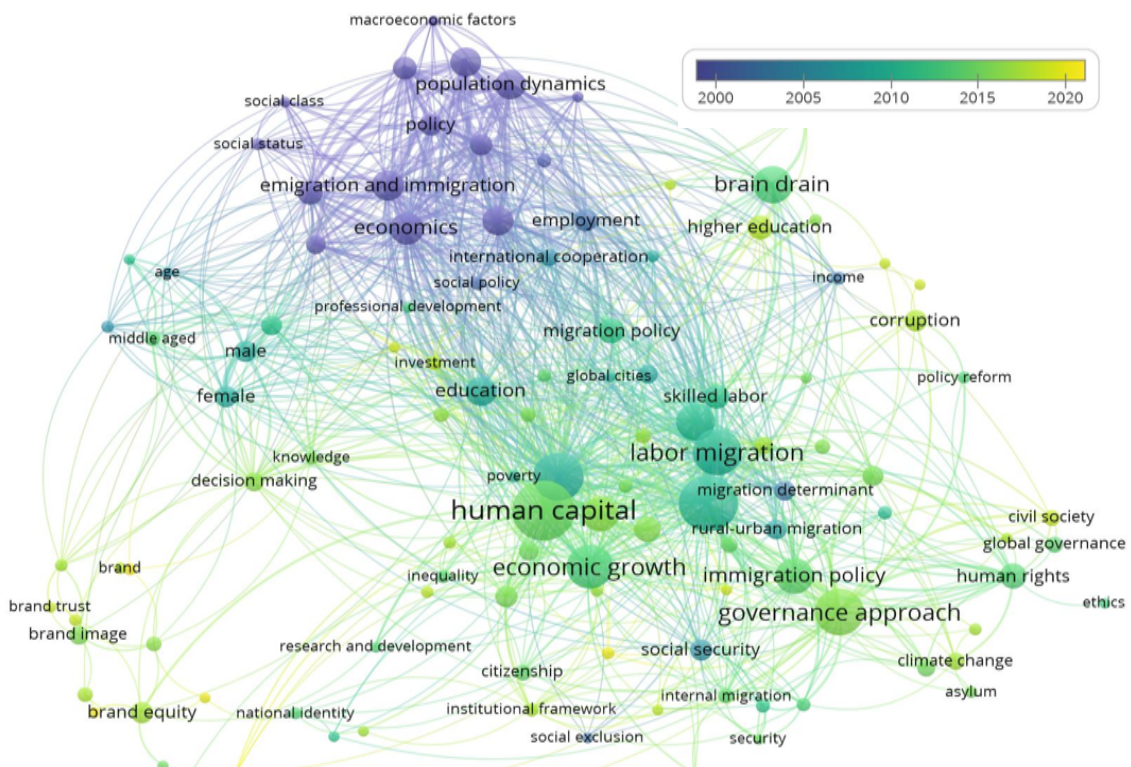 macroeconomic factors
population dynamics
2000 2005 2010 2015 2020
social class
policy
social status
emigration and immigration
brain drain
economics
employment
higher education
international cooperation
age
social policy
income
professional development
middle aged
migration policy
corruption
male
investment
global cities
policy reform
female
education
skilled labor
knowledge
labor migration
decision making
poverty
migration determinant
human capital
civil society
rural-urban migration
global governance
brand
inequality
economic growth
immigration policy
human rights
brand trust
governance approach
ethics
brand image
research and development
social security
citizenship
climate change
asylum
brand equity
national identity
institutional framework
internal migration
social exclusion
security